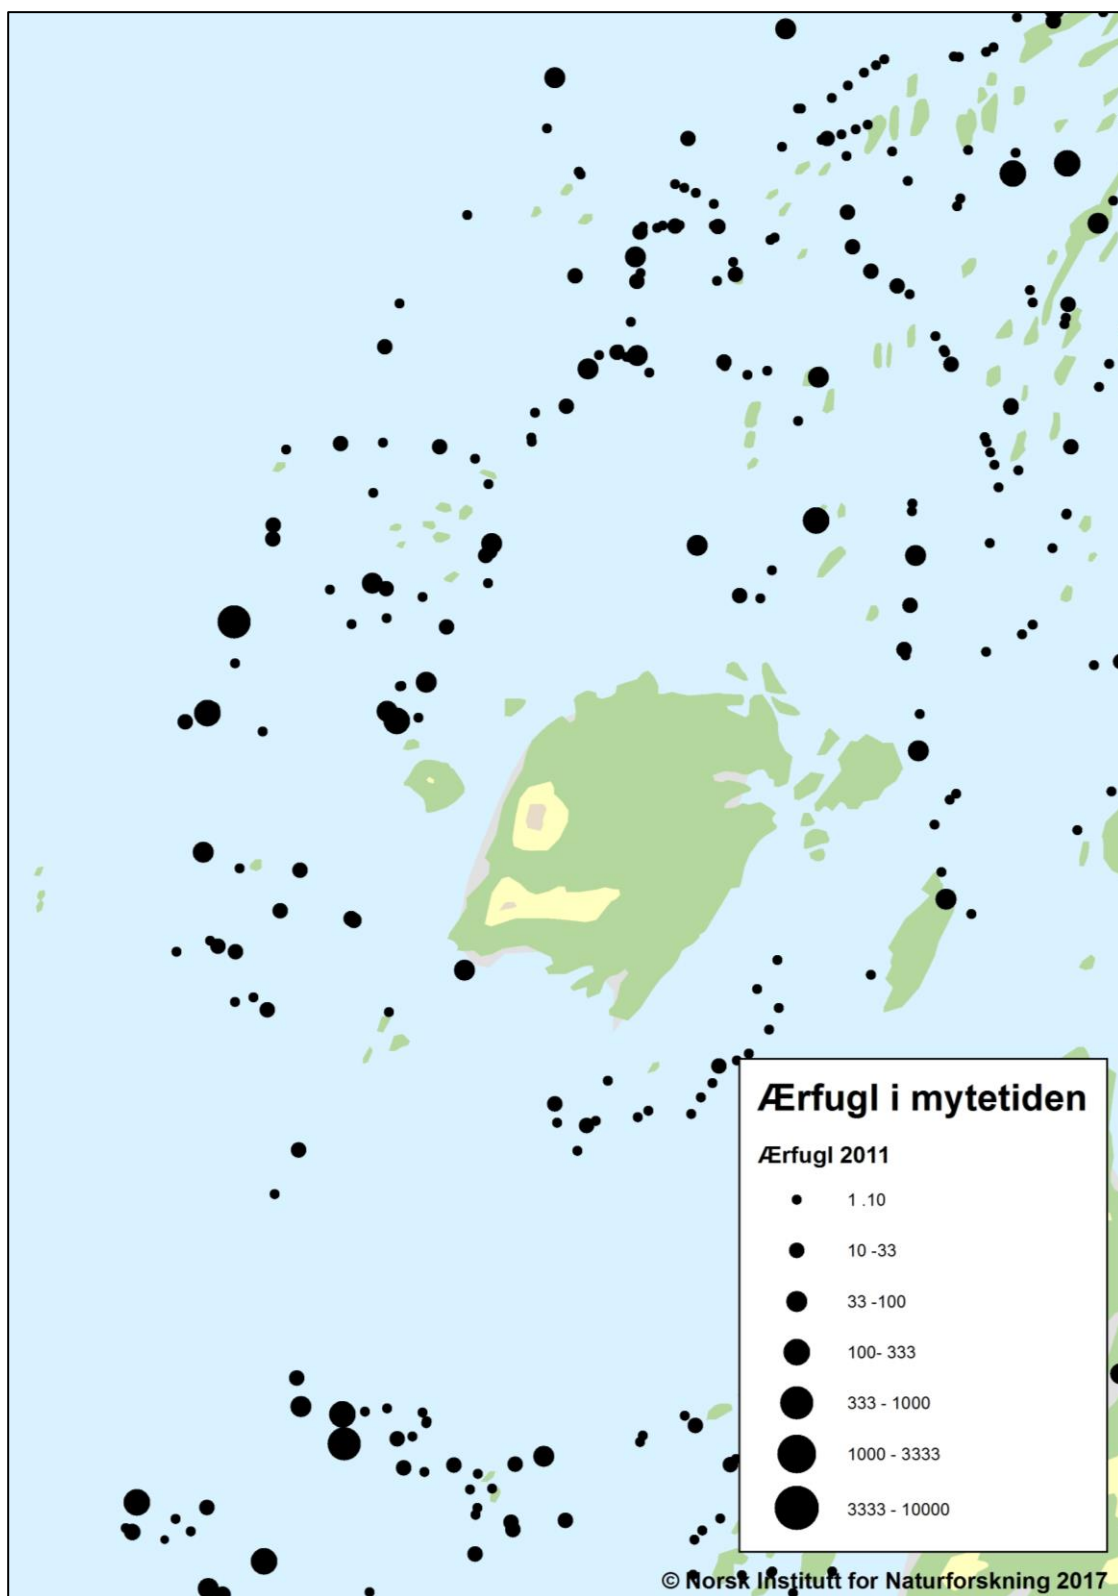 Ærfugl i mytetiden
Ærfugl 2011
1 .10
10 -33
33 -100
100- 333
333 - 1000
1000 - 3333
3333 - 10000
© Norsk Institutt for Naturforskning 2017